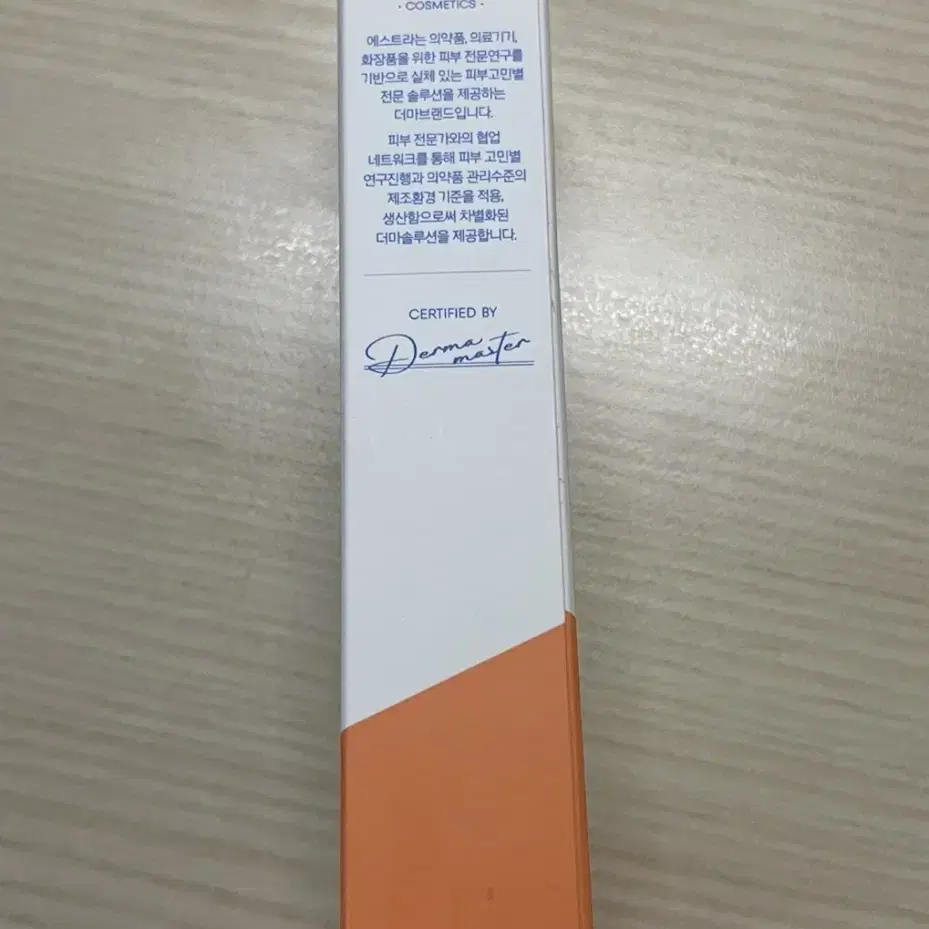 · COSMETICS ·
에스트라는 의약품, 의료기기,
화장품을 위한 피부 전문연구를
기반으로 실체 있는 피부고민별
전문 솔루션을 제공하는
더마브랜드입니다.
피부 전문가와의 협업
네트워크를 통해 피부 고민별
연구진행과 의약품 관리수준의
제조환경 기준을 적용,
생산함으로써 차별화된
더마솔루션을 제공합니다.
CERTIFIED BY
Derma
master